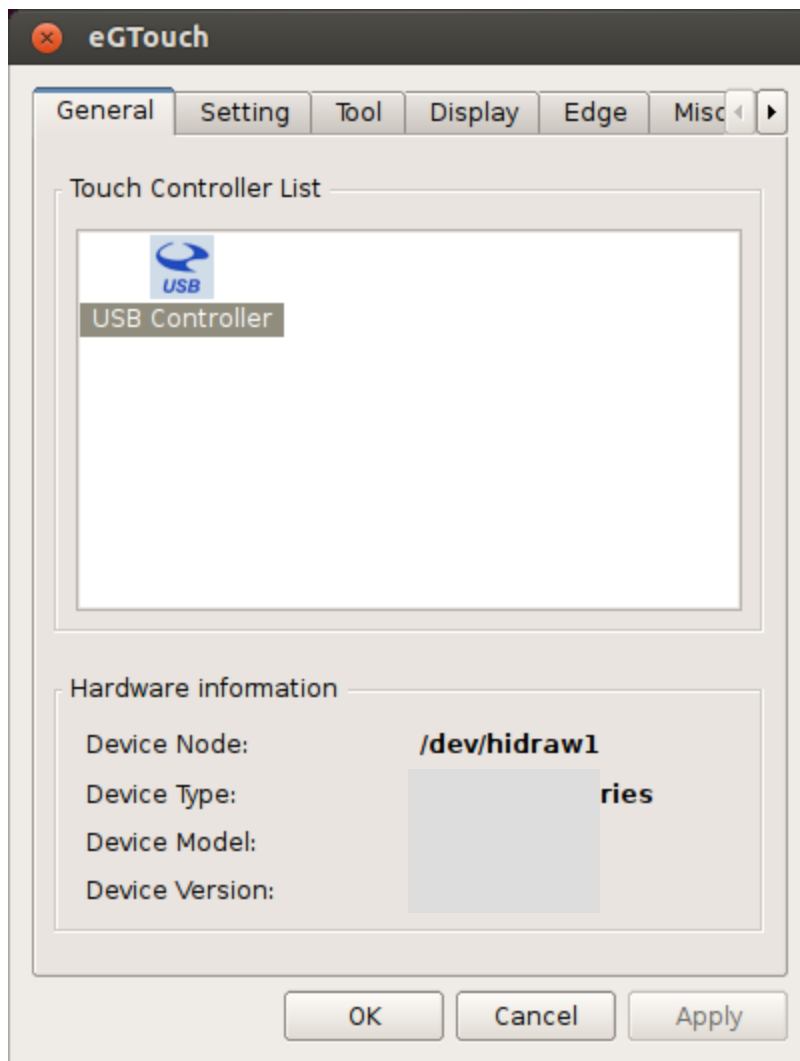 eGTouch
General Setting Tool Display Edge Misc
Touch Controller List
USB
USB Controller
Hardware information
Device Node: /dev/hidraw1
Device Type: ries
Device Model:
Device Version:
OK Cancel Apply